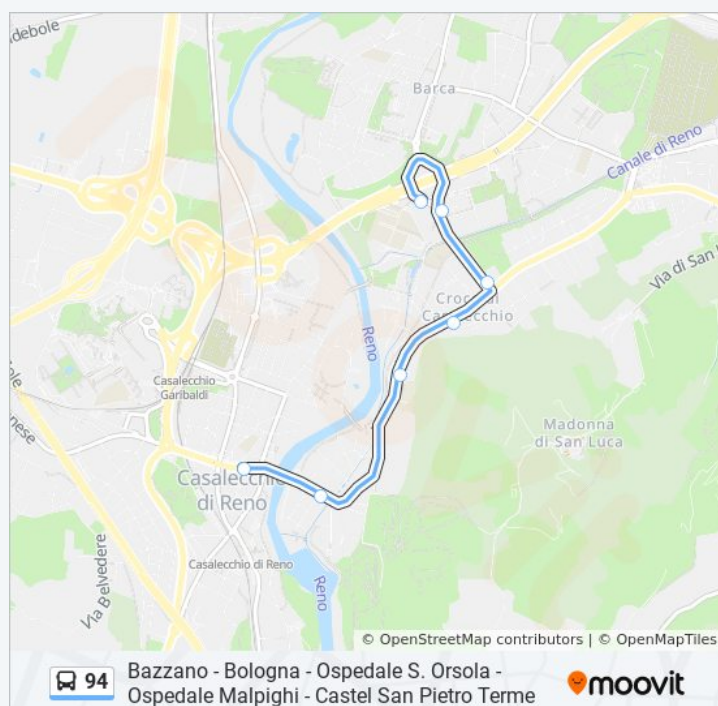 ndebole
Barca
Canale di Reno
Via di San L
Croce di
Casalecchio
Reno
Casalecchio
Garibaldi
Madonna
di San Luca
ole
nese
Casalecchio
di Reno
Casalecchio di Reno
Via Belvedere
Reno
© OpenStreetMap contributors | © OpenMapTiles
94
Bazzano - Bologna - Ospedale S. Orsola -
Ospedale Malpighi - Castel San Pietro Terme
moovit